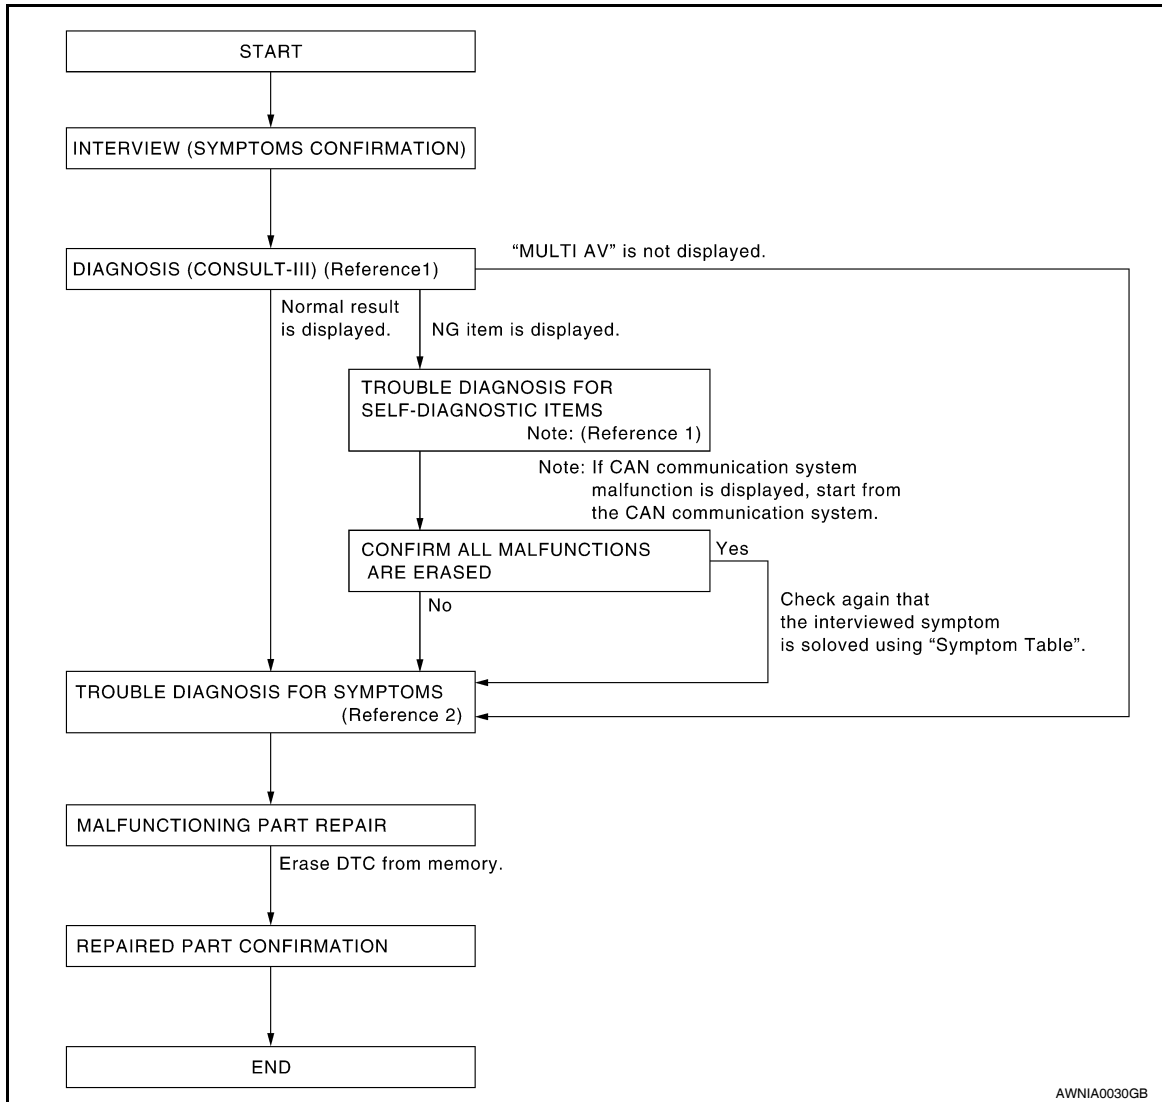 START
INTERVIEW (SYMPTOMS CONFIRMATION)
DIAGNOSIS (CONSULT-III) (Reference1)
“MULTI AV” is not displayed.
Normal result
is displayed.
NG item is displayed.
TROUBLE DIAGNOSIS FOR
SELF-DIAGNOSTIC ITEMS
Note: (Reference 1)
Note: If CAN communication system
malfunction is displayed, start from
the CAN communication system.
CONFIRM ALL MALFUNCTIONS
ARE ERASED
Yes
No
Check again that
the interviewed symptom
is soloved using “Symptom Table”.
TROUBLE DIAGNOSIS FOR SYMPTOMS
(Reference 2)
MALFUNCTIONING PART REPAIR
Erase DTC from memory.
REPAIRED PART CONFIRMATION
END
AWNIA0030GB